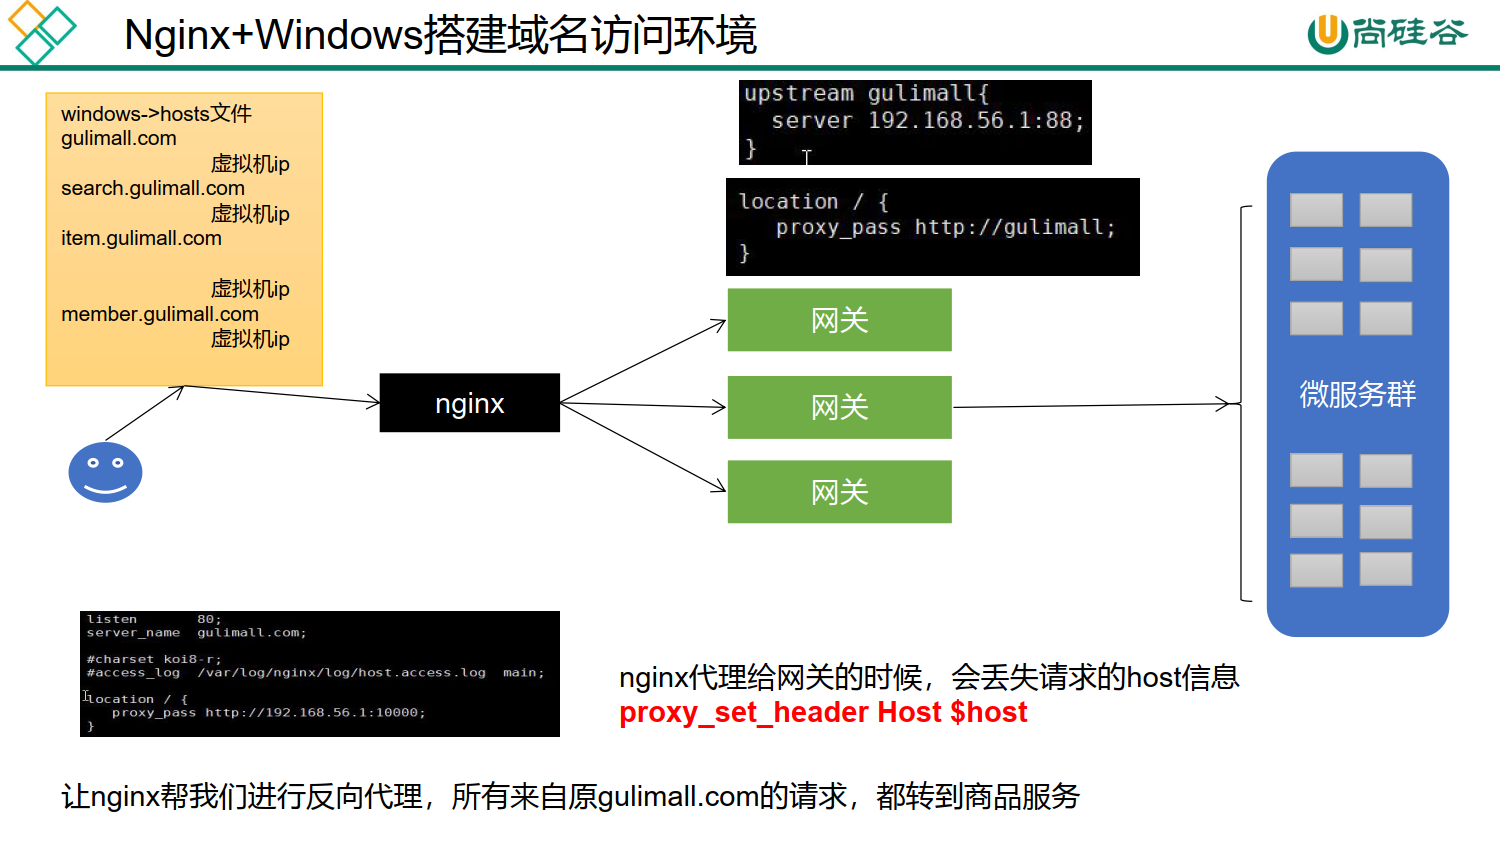 Nginx+Windows搭建域名访问环境
尚硅谷
windows->hosts文件
gulimall.com
虚拟机ip
search.gulimall.com
虚拟机ip
item.gulimall.com
虚拟机ip
member.gulimall.com
虚拟机ip
upstream gulimall{
server 192.168.56.1:88;
}
location / {
proxy_pass http://gulimall;
}
nginx
网关
网关
网关
微服务群
listen 80;
server_name gulimall.com;
#charset koi8-r;
#access_log /var/log/nginx/log/host.access.log main;
location / {
proxy_pass http://192.168.56.1:10000;
}
nginx代理给网关的时候，会丢失请求的host信息
proxy_set_header Host $host
让nginx帮我们进行反向代理，所有来自原gulimall.com的请求，都转到商品服务